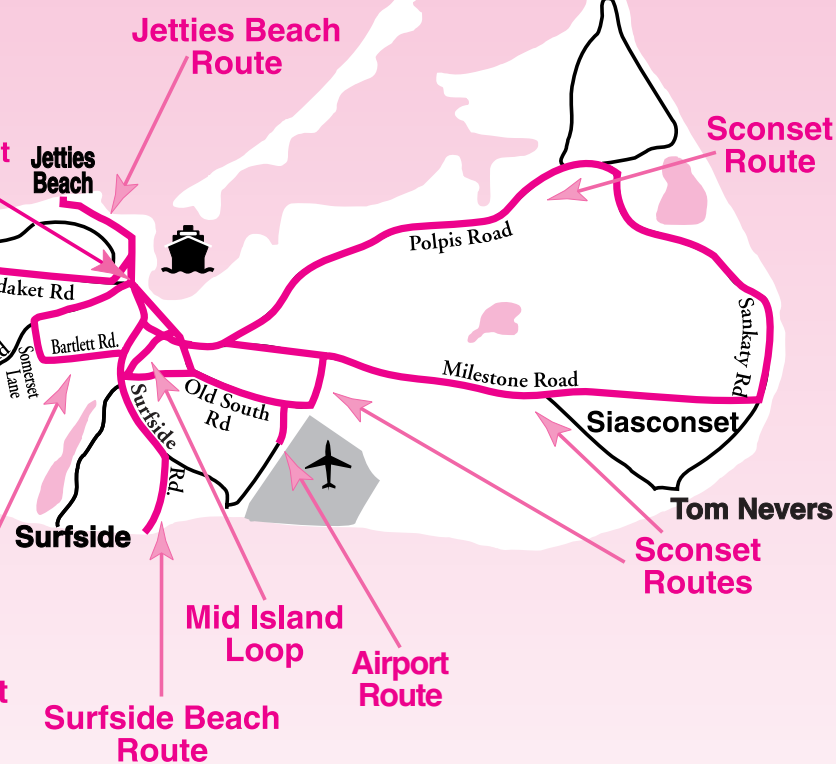 Jetties Beach
Route
Sconset
Route
t
Jetties
Beach
Polpis Road
daket Rd
Sankaty Rd
Bartlett Rd.
Somerset
Lane
d
Milestone Road
Old South
Rd
Surfside
Rd.
Siasconset
Tom Nevers
Surfside
Sconset
Routes
Mid Island
Loop
Airport
Route
t
Surfside Beach
Route